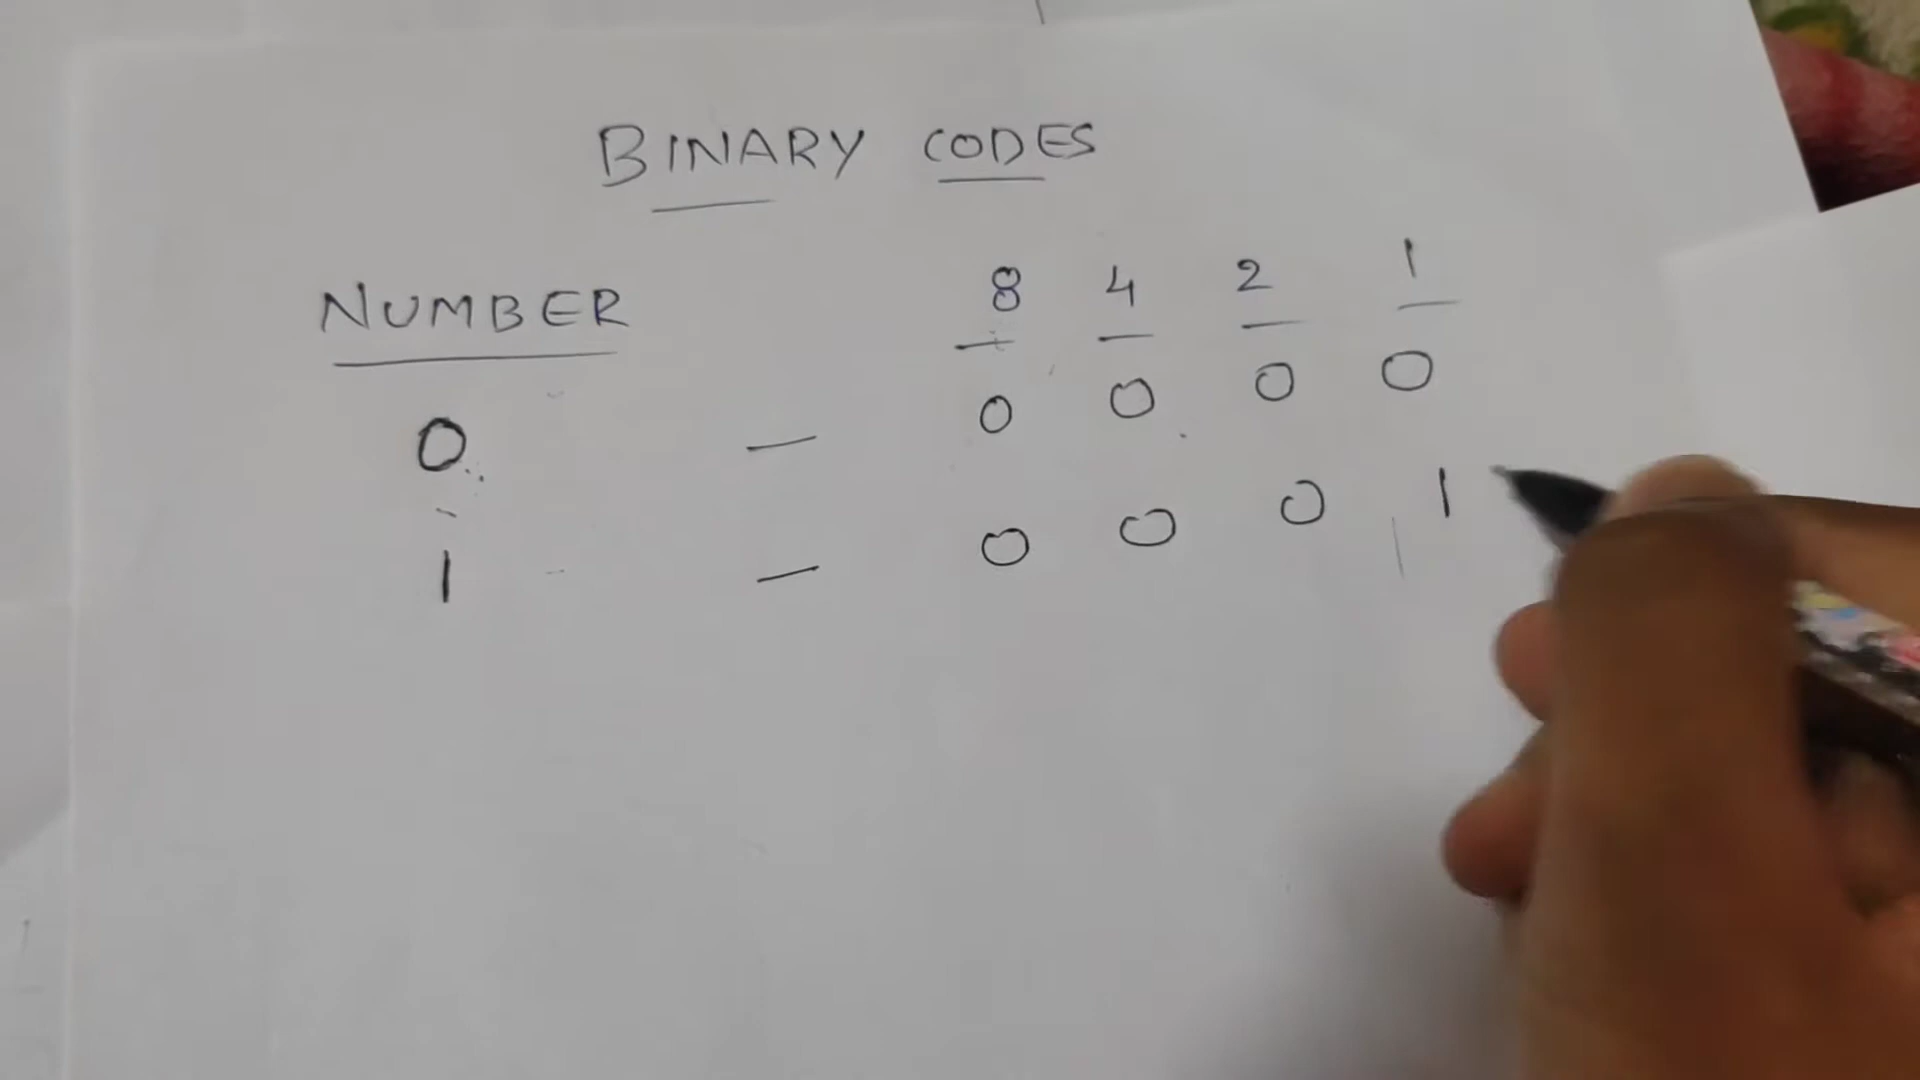 BINARY CODES
NUMBER 8 4 2 1
0 — 0 0 0 0
1 — 0 0 0 1